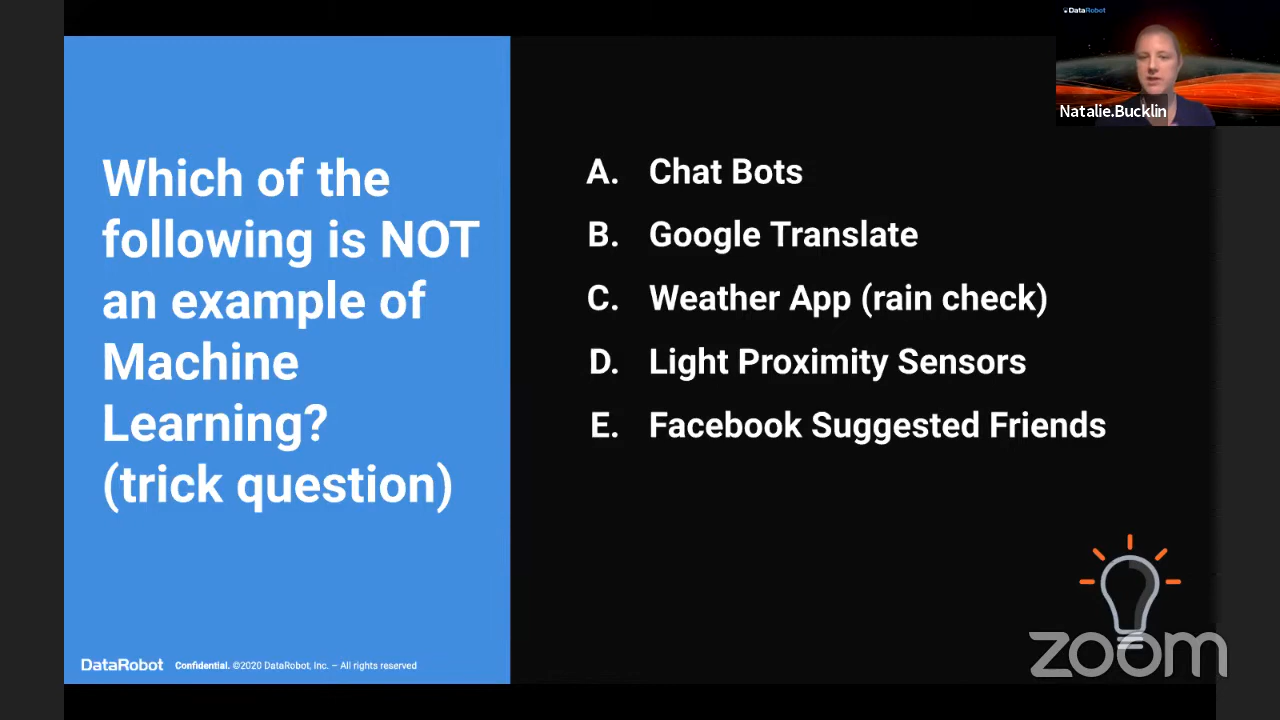 DataRobot
Natalie.Bucklin
Which of the
following is NOT
an example of
Machine
Learning?
(trick question)
A. Chat Bots
B. Google Translate
C. Weather App (rain check)
D. Light Proximity Sensors
E. Facebook Suggested Friends
DataRobot Confidential. ©2020 DataRobot, Inc. – All rights reserved
zoom